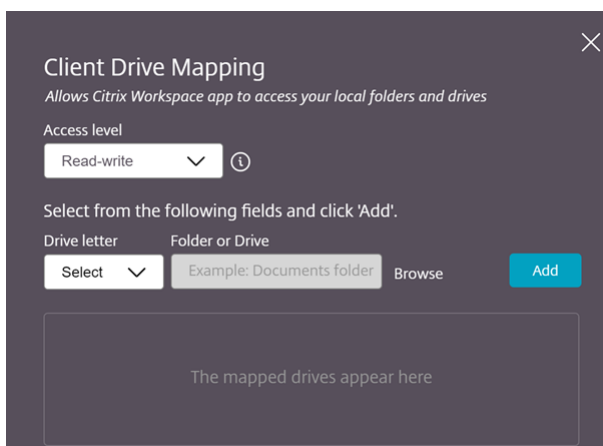 Client Drive Mapping
Allows Citrix Workspace app to access your local folders and drives
Access level
Read-write
Select from the following fields and click 'Add'.
Drive letter Folder or Drive
Select Example: Documents folder Browse Add
The mapped drives appear here